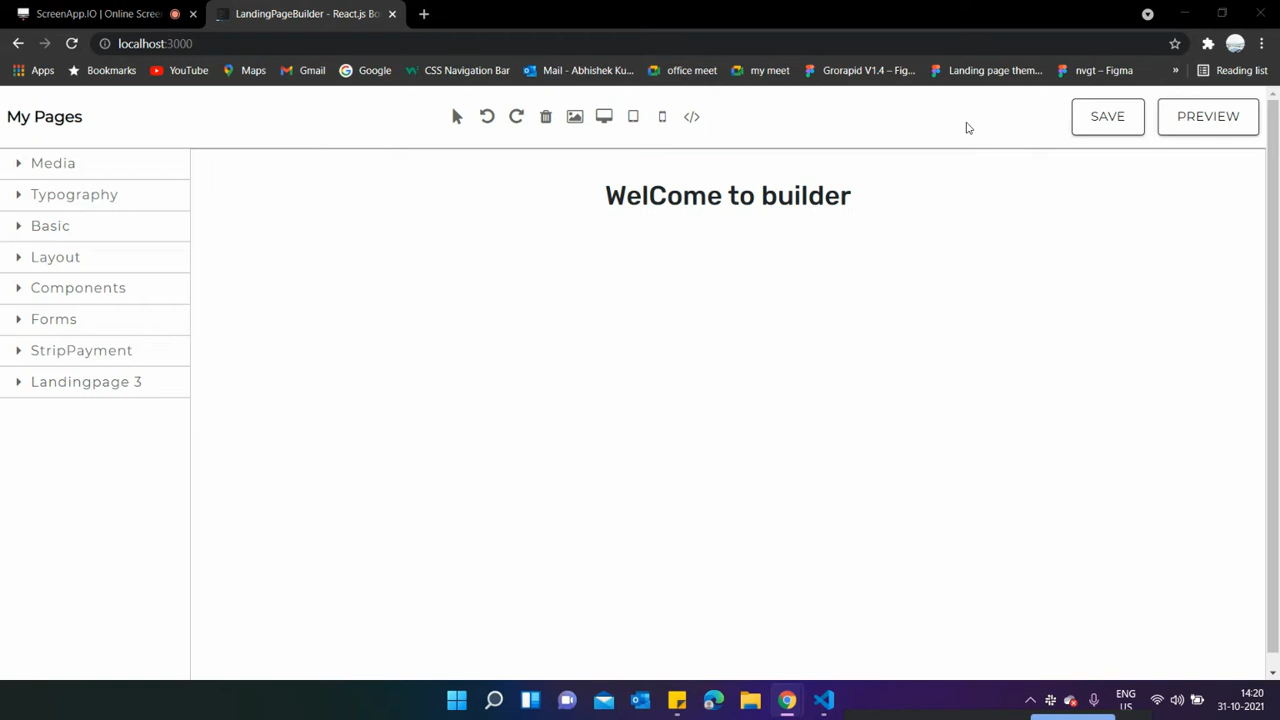 ScreenApp.IO | Online Scree
LandingPageBuilder - React.js Bo
localhost:3000
Apps
Bookmarks
YouTube
Maps
Gmail
Google
CSS Navigation Bar
Mail - Abhishek Ku...
office meet
my meet
Grorapid V1.4 – Fig...
Landing page them...
nvgt – Figma
»
Reading list
My Pages
</>
SAVE
PREVIEW
Media
Typography
Basic
Layout
Components
Forms
StripPayment
Landingpage 3
WelCome to builder
ENG
US
14:20
31-10-2021